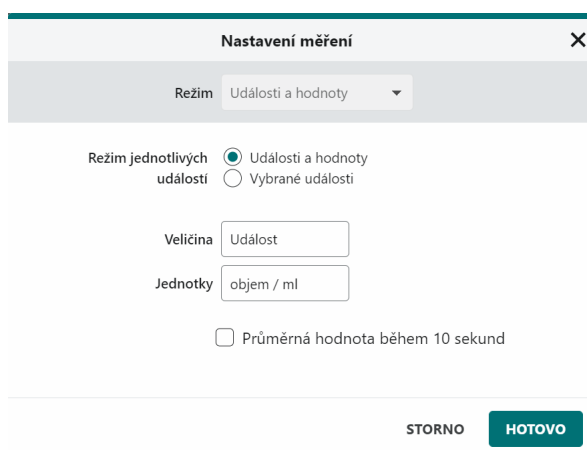 Nastavení měření
Režim Události a hodnoty
Režim jednotlivých událostí
Události a hodnoty
Vybrané události
Veličina Událost
Jednotky objem / ml
Průměrná hodnota během 10 sekund
STORNO HOTOVO